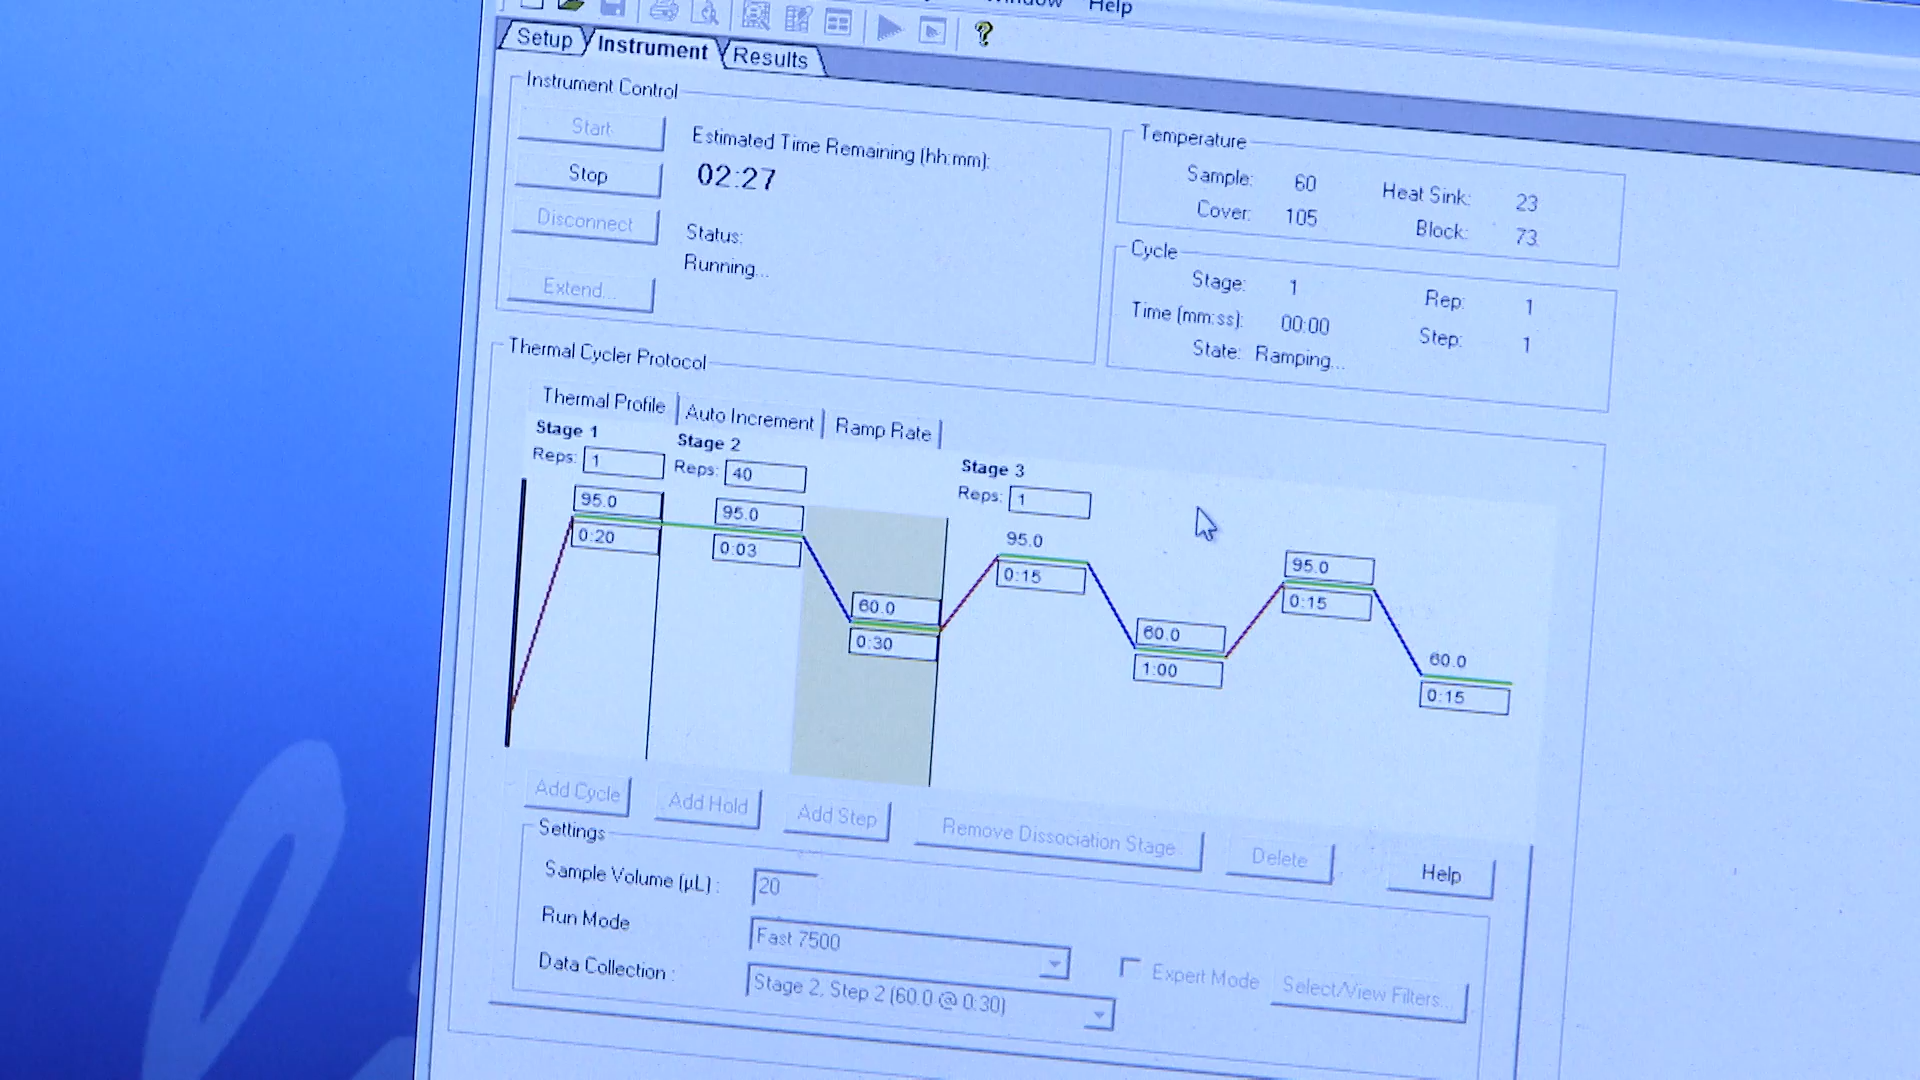 Help
Setup
Instrument
Results
Instrument Control
Start
Stop
Disconnect
Extend...
Estimated Time Remaining (hh:mm):
02:27
Status:
Running...
Temperature
Sample: 60
Heat Sink: 23
Cover: 105
Block: 73
Cycle
Stage: 1
Rep: 1
Time (mm:ss): 00:00
Step: 1
State: Ramping...
Thermal Cycler Protocol
Thermal Profile
Auto Increment
Ramp Rate
Stage 1
Reps: 1
95.0
0:20
Stage 2
Reps: 40
95.0
0:03
60.0
0:30
Stage 3
Reps: 1
95.0
0:15
60.0
1:00
95.0
0:15
60.0
0:15
Add Cycle
Add Hold
Add Step
Remove Dissociation Stage
Delete
Help
Settings
Sample Volume (µL) : 20
Run Mode
Fast 7500
Data Collection :
Stage 2, Step 2 (60.0 @ 0:30)
Expert Mode
Select/View Filters...